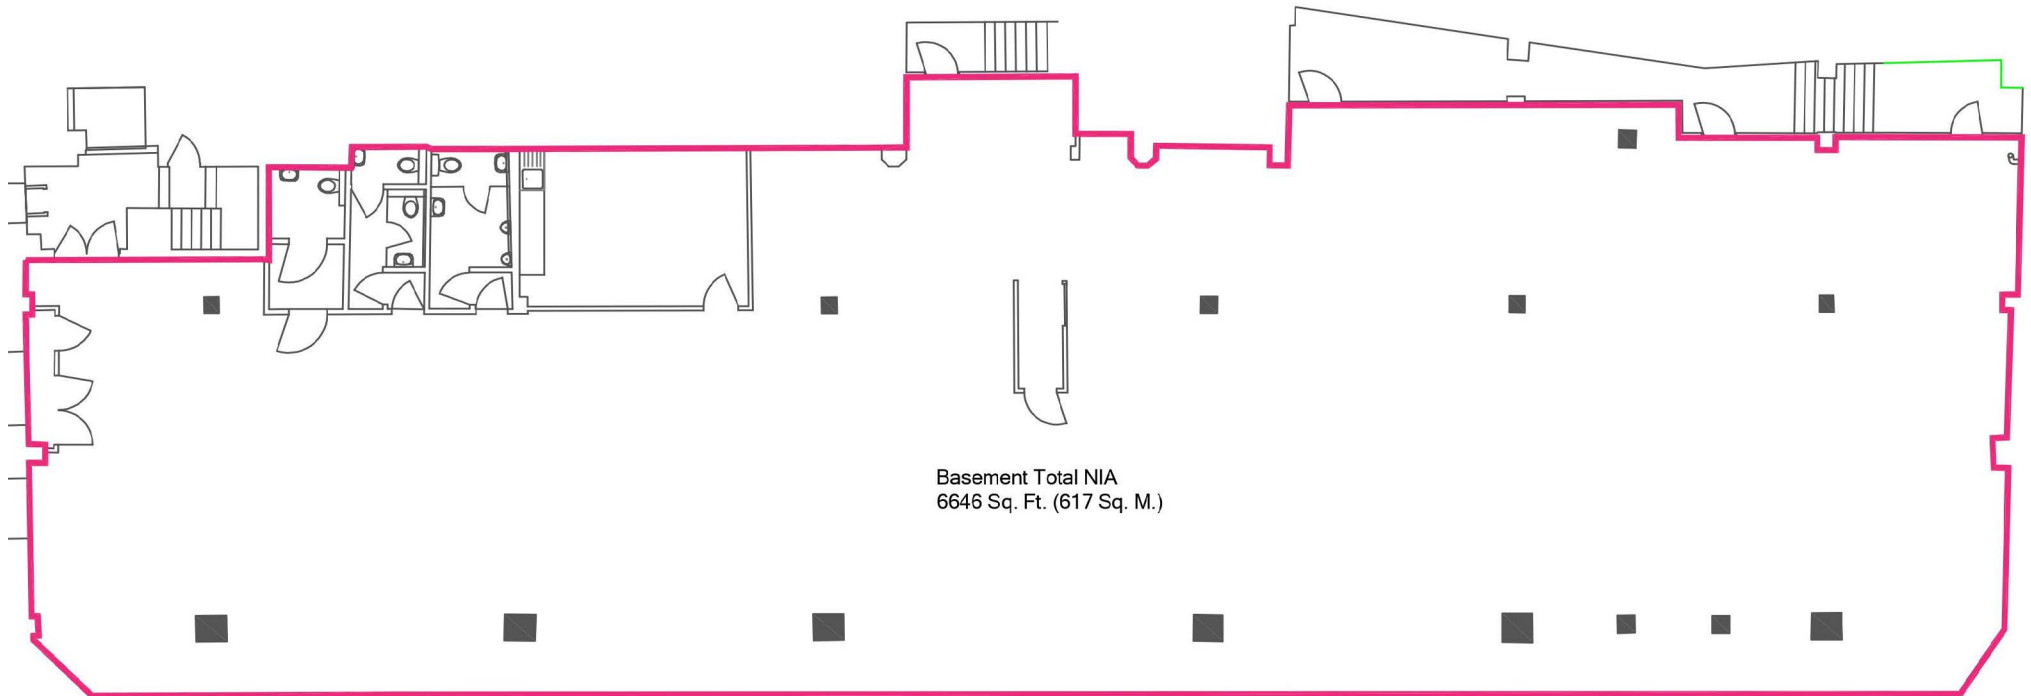 Basement Total NIA
6646 Sq. Ft. (617 Sq. M.)